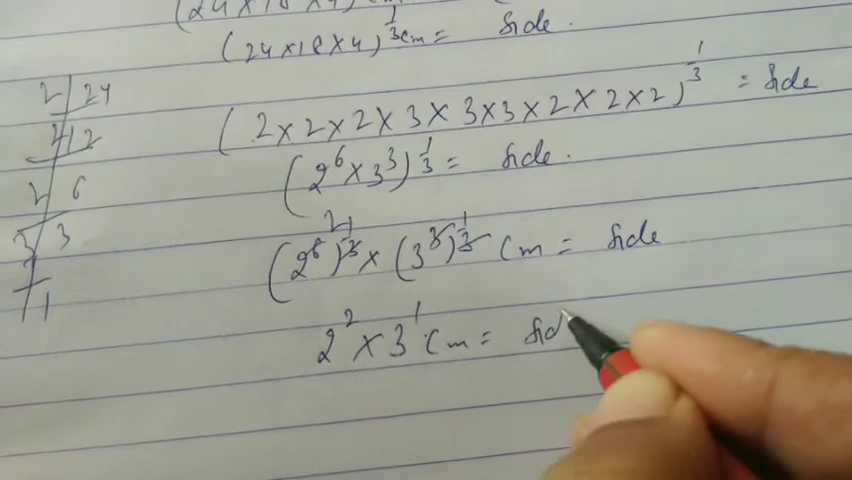 (24×18×4)^1/3 cm = Side.
2 | 24
(2×2×2×3×3×3×2×2×2)^1/3 = Side
2 | 12
(2^6×3^3)^1/3 = Side.
2 | 6
3 | 3
(2^6)^1/3 × (3^3)^1/3 cm = Side
1
2^2 × 3^1 cm = Sid